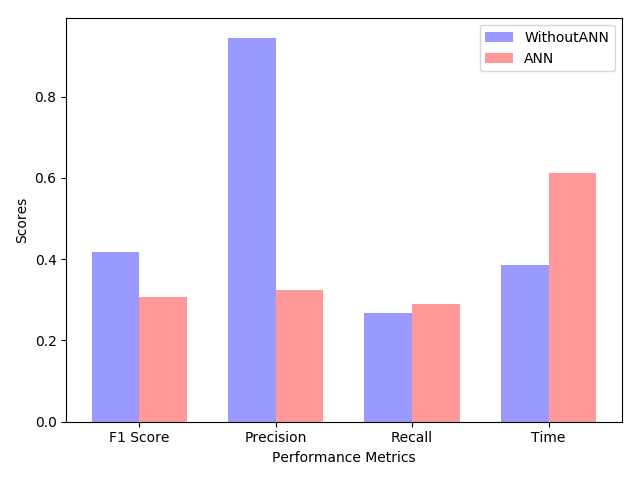 WithoutANN
ANN
Scores
0.8
0.6
0.4
0.2
0.0
F1 Score Precision Recall Time
Performance Metrics